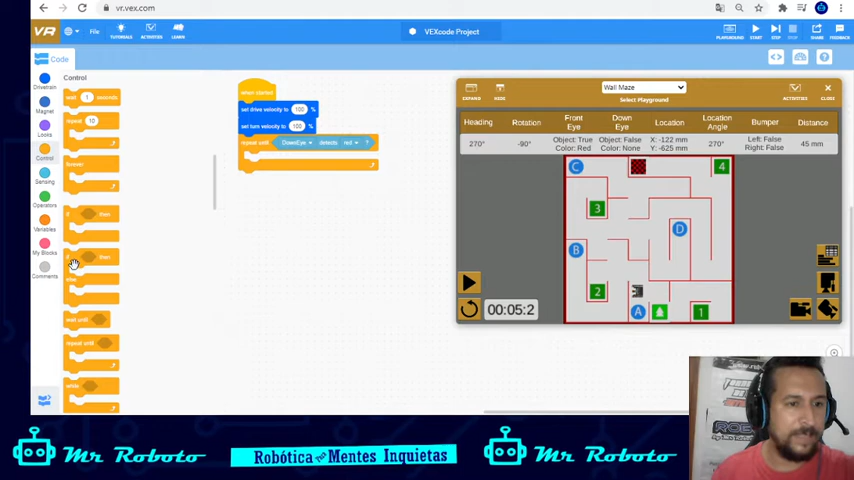 vr.vex.com
VR
TUTORIALS
ACTIVITIES
LEARN
VEXcode Project
PLAYGROUND
START
STEP
STOP
SHARE
FEEDBACK
Code
Control
Drivetrain
Magnet
Looks
Control
Sensing
Operators
Variables
My Blocks
Comments
wait 1 seconds
repeat 10
forever
if then
if then
else
wait until
repeat until
while
when started
set drive velocity to 100 %
set turn velocity to 100 %
repeat until DownEye detects red ?
EXPAND
HIDE
Wall Maze
Select Playground
ACTIVITIES
CLOSE
Heading
270°
Rotation
-90°
Front Eye
Object: True
Color: Red
Down Eye
Object: False
Color: None
Location
X: -122 mm
Y: -625 mm
Location Angle
270°
Bumper
Left: False
Right: False
Distance
45 mm
C
4
3
D
B
2
A
1
00:05:2
Mr Roboto
Robótica Para Mentes Inquietas
Mr Roboto